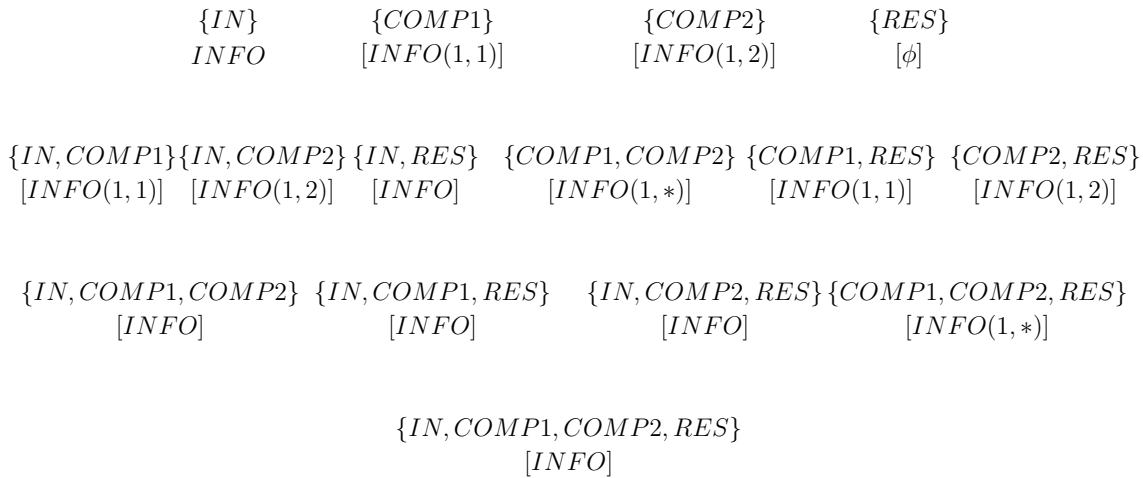 {IN} {COMP1} {COMP2} {RES}
INFO [INFO(1, 1)] [INFO(1, 2)] [ϕ]
{IN, COMP1} {IN, COMP2} {IN, RES} {COMP1, COMP2} {COMP1, RES} {COMP2, RES}
[INFO(1, 1)] [INFO(1, 2)] [INFO] [INFO(1, ∗)] [INFO(1, 1)] [INFO(1, 2)]
{IN, COMP1, COMP2} {IN, COMP1, RES} {IN, COMP2, RES} {COMP1, COMP2, RES}
[INFO] [INFO] [INFO] [INFO(1, ∗)]
{IN, COMP1, COMP2, RES}
[INFO]